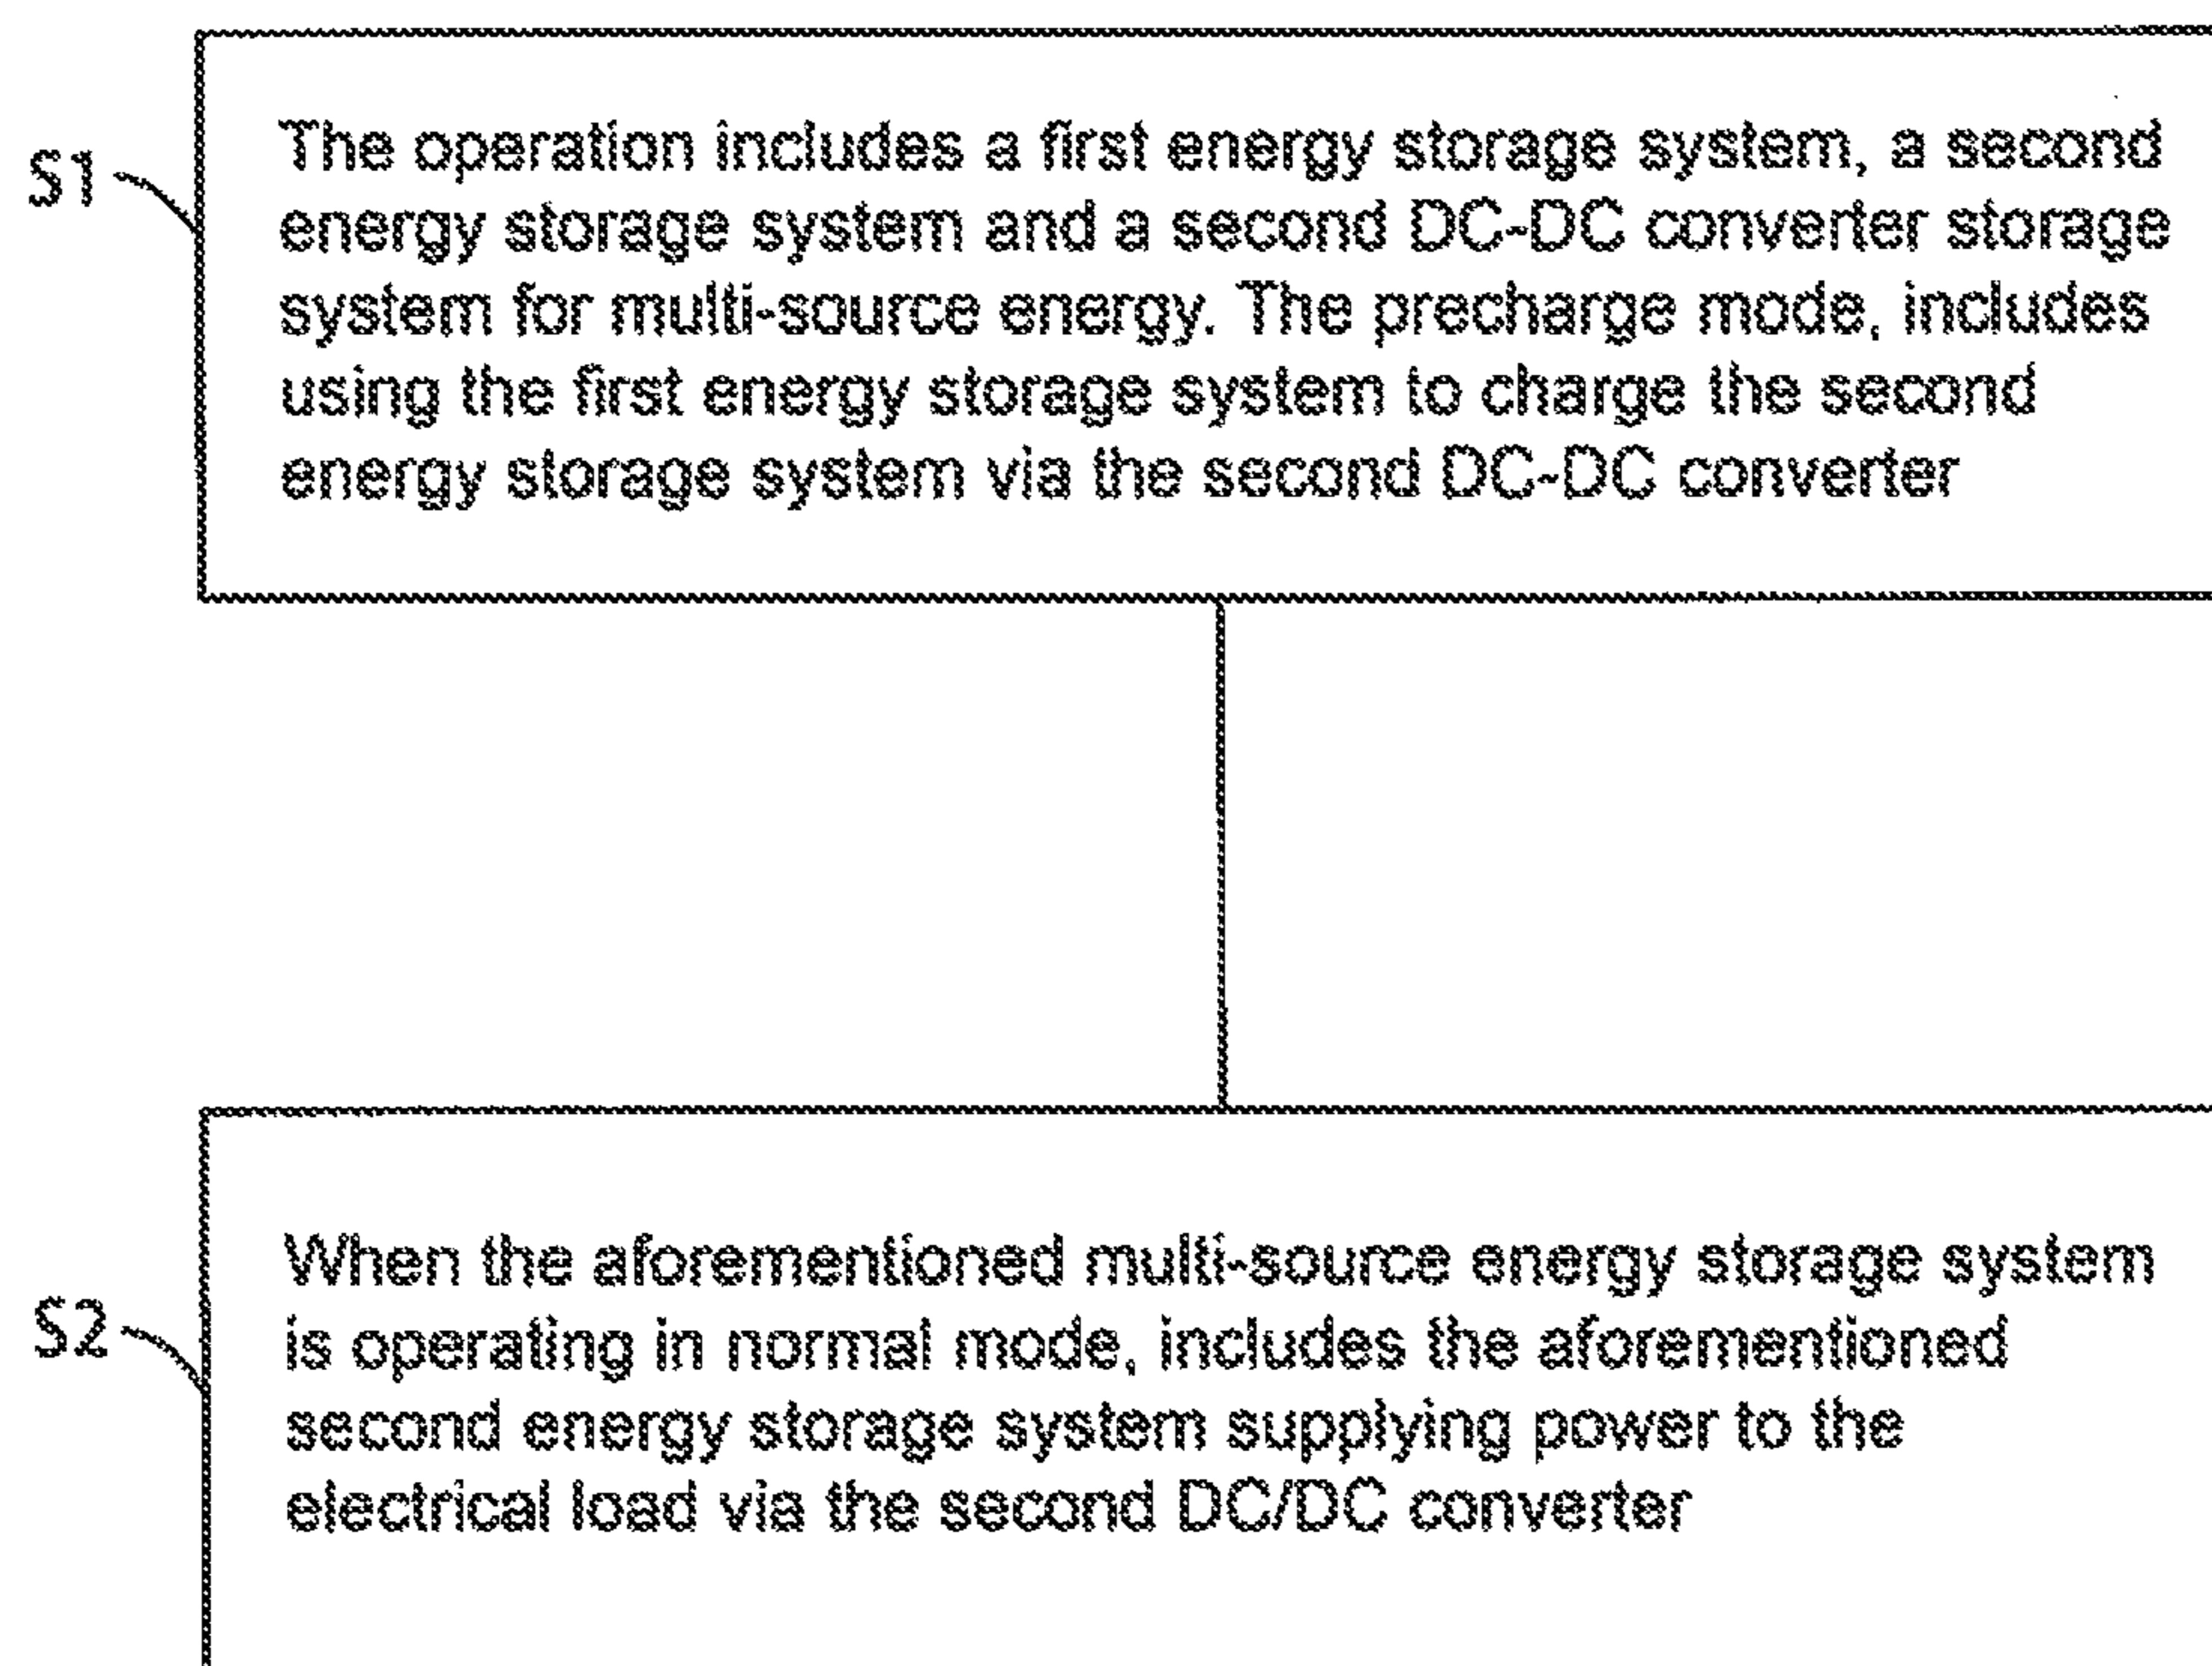 S1
The operation includes a first energy storage system, a second
energy storage system and a second DC-DC converter storage
system for multi-source energy. The precharge mode, includes
using the first energy storage system to charge the second
energy storage system via the second DC-DC converter
S2
When the aforementioned multi-source energy storage system
is operating in normal mode, includes the aforementioned
second energy storage system supplying power to the
electrical load via the second DC/DC converter